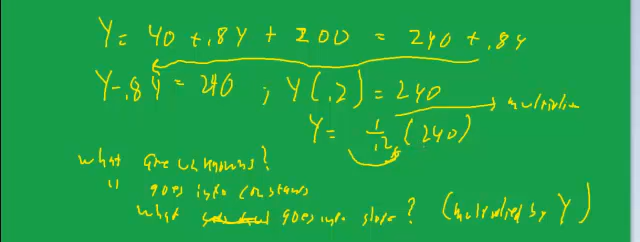 Y = 40 + .8Y + 200 = 240 + .8Y
Y - .8Y = 240 ; Y(.2) = 240
multiplier
Y = 1/.2 (240)
what are unknowns?
" goes into constans
what goes into slope? (multiplied by Y)